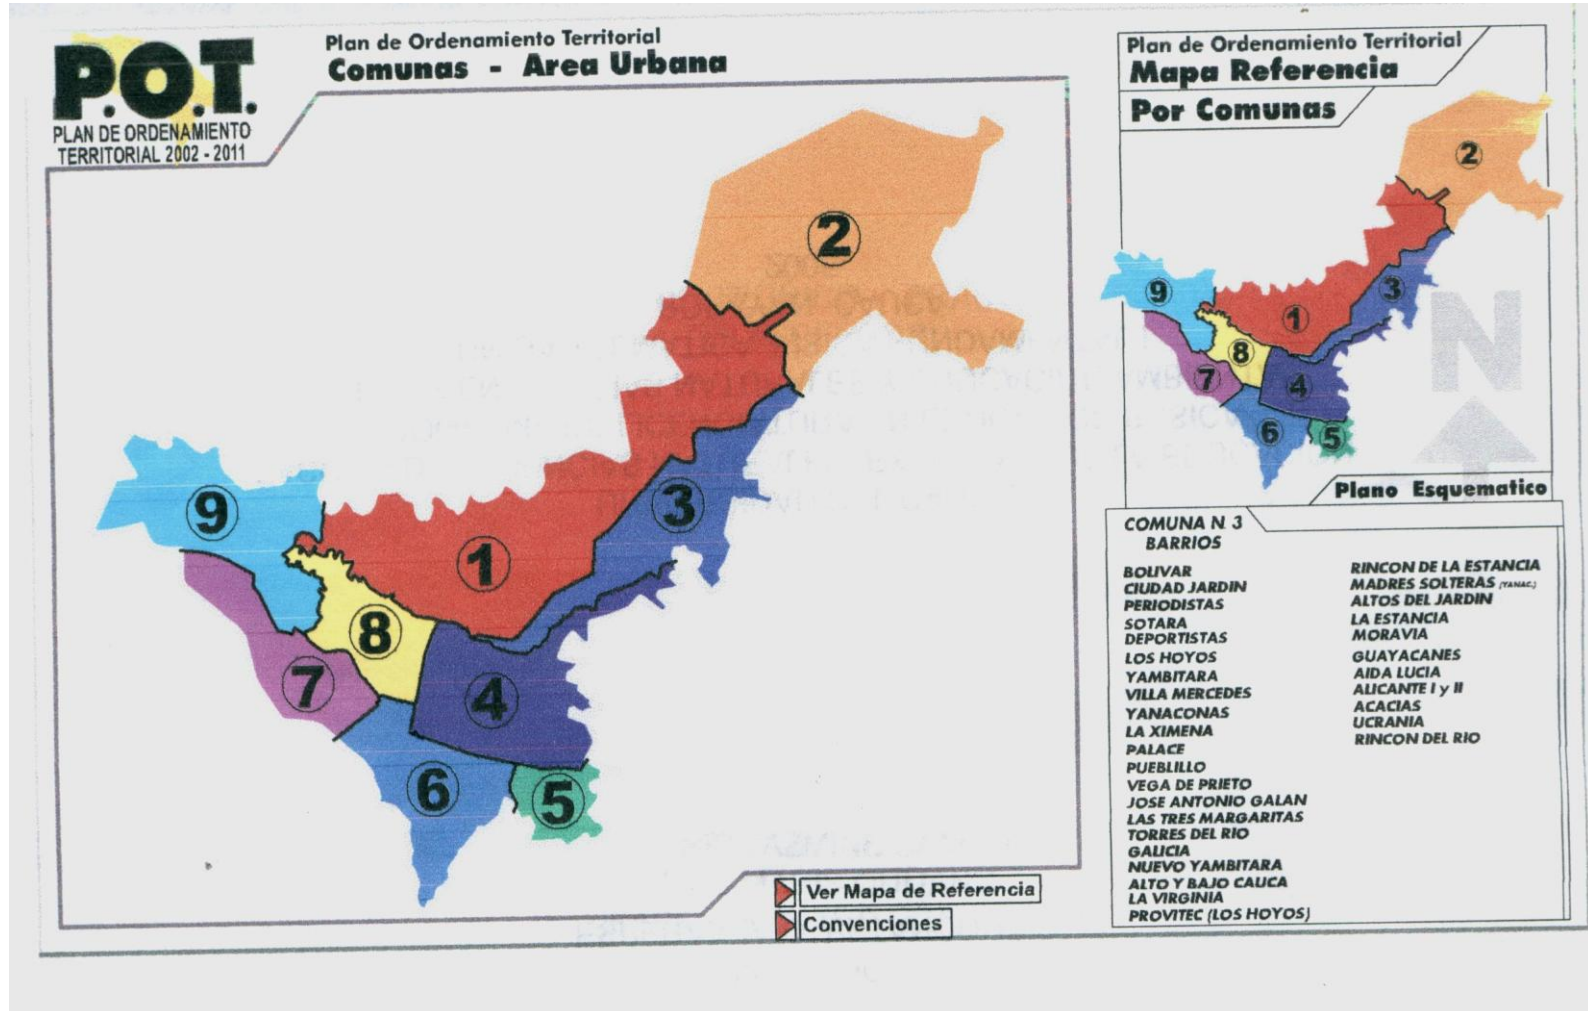 P.O.T.
PLAN DE ORDENAMIENTO
TERRITORIAL 2002 - 2011
Plan de Ordenamiento Territorial
Comunas - Area Urbana
2
1
3
9
8
7
4
6
5
Ver Mapa de Referencia
Convenciones
Plan de Ordenamiento Territorial
Mapa Referencia
Por Comunas
2
9
3
1
8
7
4
6
5
N
Plano Esquematico
COMUNA N 3
BARRIOS
BOLIVAR
CIUDAD JARDIN
PERIODISTAS
SOTARA
DEPORTISTAS
LOS HOYOS
YAMBITARA
VILLA MERCEDES
YANACONAS
LA XIMENA
PALACE
PUEBLILLO
VEGA DE PRIETO
JOSE ANTONIO GALAN
LAS TRES MARGARITAS
TORRES DEL RIO
GALICIA
NUEVO YAMBITARA
ALTO Y BAJO CAUCA
LA VIRGINIA
PROVITEC (LOS HOYOS)
RINCON DE LA ESTANCIA
MADRES SOLTERAS (YANAC.)
ALTOS DEL JARDIN
LA ESTANCIA
MORAVIA
GUAYACANES
AIDA LUCIA
ALICANTE I y II
ACACIAS
UCRANIA
RINCON DEL RIO